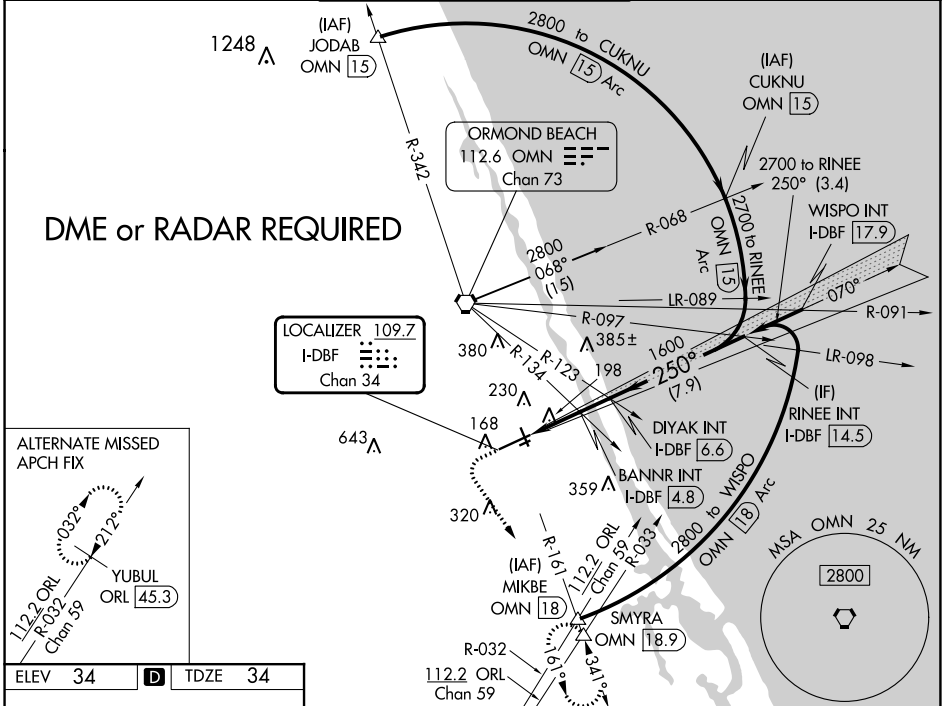 1248
(IAF)
JODAB
OMN 15
2800 to CUKNU
OMN 15 Arc
(IAF)
CUKNU
OMN 15
R-342
ORMOND BEACH
112.6 OMN
Chan 73
2700 to RINEE
250° (3.4)
WISPO INT
I-DBF 17.9
DME or RADAR REQUIRED
R-068
2700 to RINEE
OMN 15
Arc
2800
068°
(15)
LR-089
070°
R-091
R-097
LOCALIZER 109.7
I-DBF
Chan 34
380
R-134
R-123
385±
198
1600
250°
(7.9)
LR-098
230
(IF)
RINEE INT
I-DBF 14.5
168
643
DIYAK INT
I-DBF 6.6
BANNR INT
I-DBF 4.8
359
320
ALTERNATE MISSED
APCH FIX
032°
212°
YUBUL
ORL 45.3
112.2 ORL
R-032
Chan 59
2800 to WISPO
OMN 18 Arc
R-161
112.2 ORL
Chan 59
R-033
(IAF)
MIKBE
OMN 18
SMYRA
OMN 18.9
MSA OMN 25 NM
2800
R-032
112.2 ORL
Chan 59
161°
341°
ELEV 34 D TDZE 34